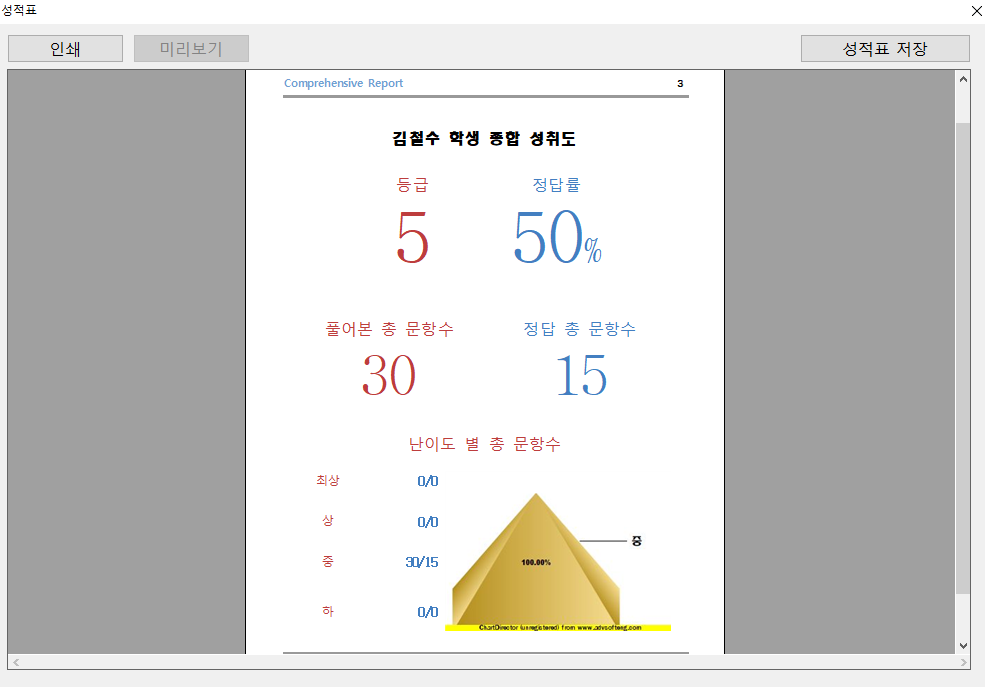 성적표
인쇄 미리보기 성적표 저장
Comprehensive Report 3
김철수 학생 종합 성취도
등급 정답률
5 50%
풀어본 총 문항수 정답 총 문항수
30 15
난이도 별 총 문항수
최상 0/0
상 0/0
중
중 30/15 100.00%
하 0/0
ChartDirector (unregistered) from www.advsofteng.com